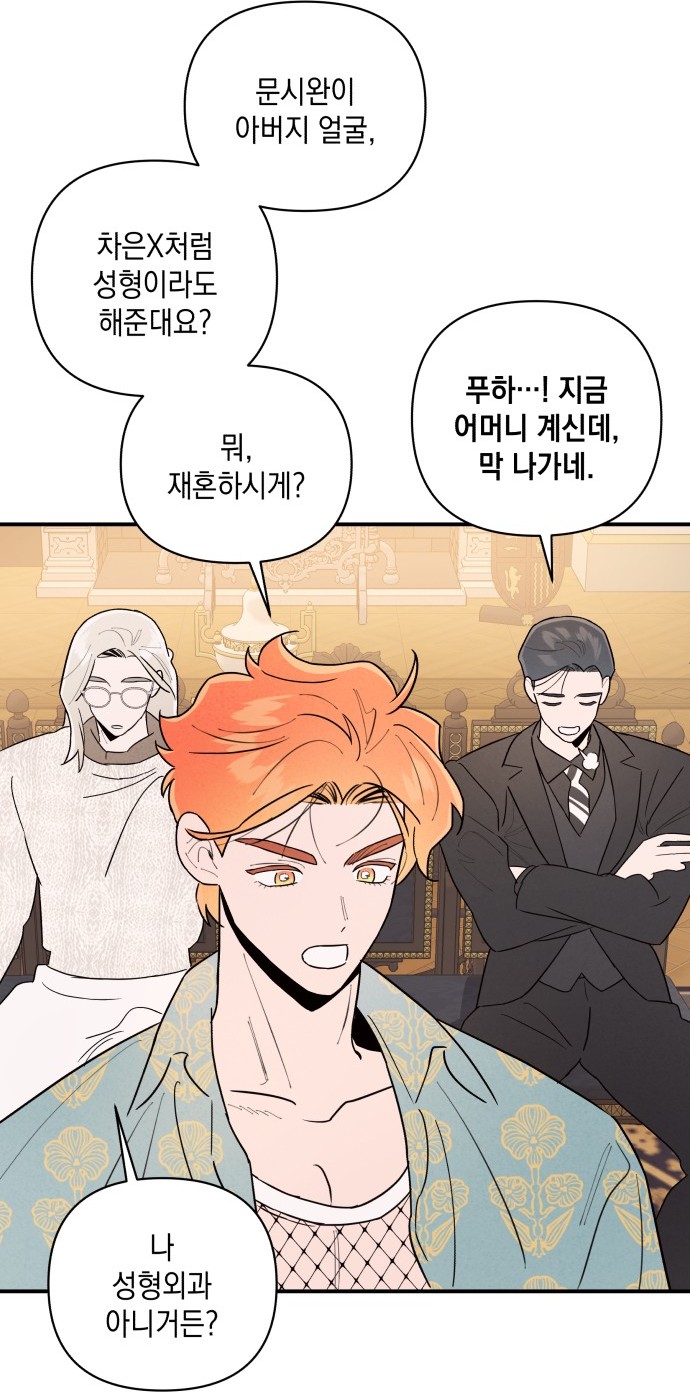 문시완이
아버지 얼굴,
차은X처럼
성형이라도
해준대요?
뭐,
재혼하시게?
푸하…! 지금
어머니 계신데,
막 나가네.
나
성형외과
아니거든?